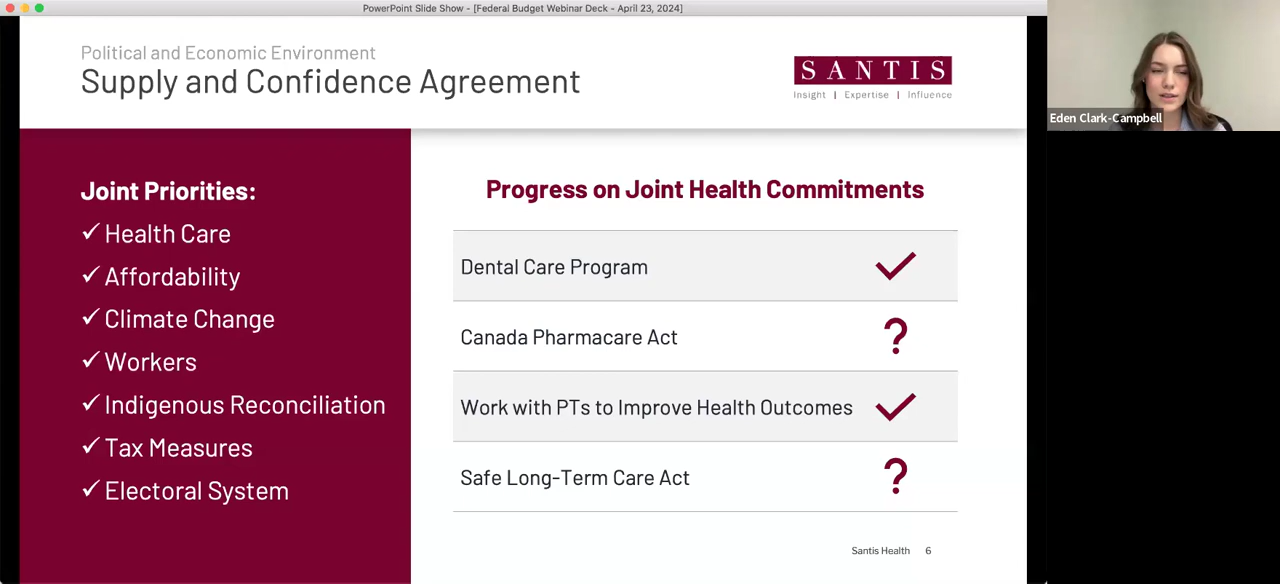 PowerPoint Slide Show - [Federal Budget Webinar Deck - April 23, 2024]
Political and Economic Environment
Supply and Confidence Agreement
SANTIS
Insight | Expertise | Influence
Eden Clark-Campbell
Joint Priorities:
✓ Health Care
✓ Affordability
✓ Climate Change
✓ Workers
✓ Indigenous Reconciliation
✓ Tax Measures
✓ Electoral System
Progress on Joint Health Commitments
Dental Care Program ✓
Canada Pharmacare Act ?
Work with PTs to Improve Health Outcomes ✓
Safe Long-Term Care Act ?
Santis Health 6